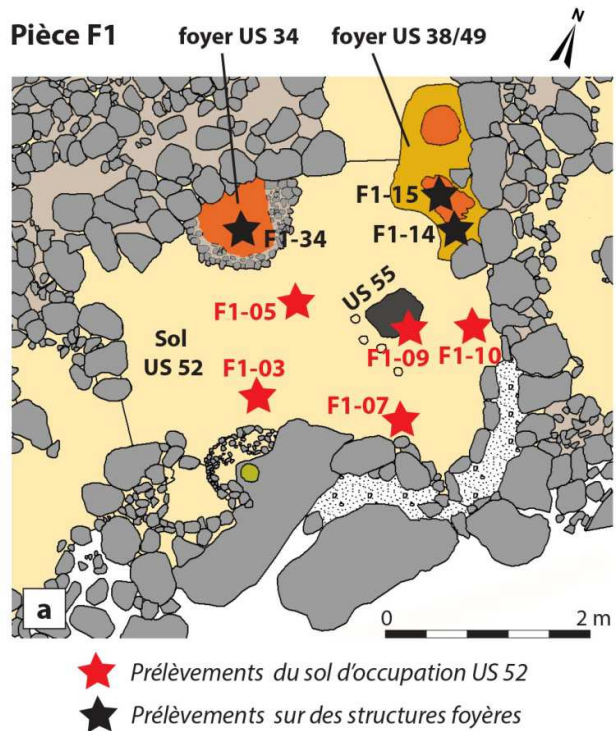 Pièce F1
foyer US 34
foyer US 38/49
N
F1-15
F1-34
F1-14
US 55
F1-05
Sol
US 52
F1-09
F1-10
F1-03
F1-07
a
0
2 m
Prélèvements du sol d'occupation US 52
Prélèvements sur des structures foyères